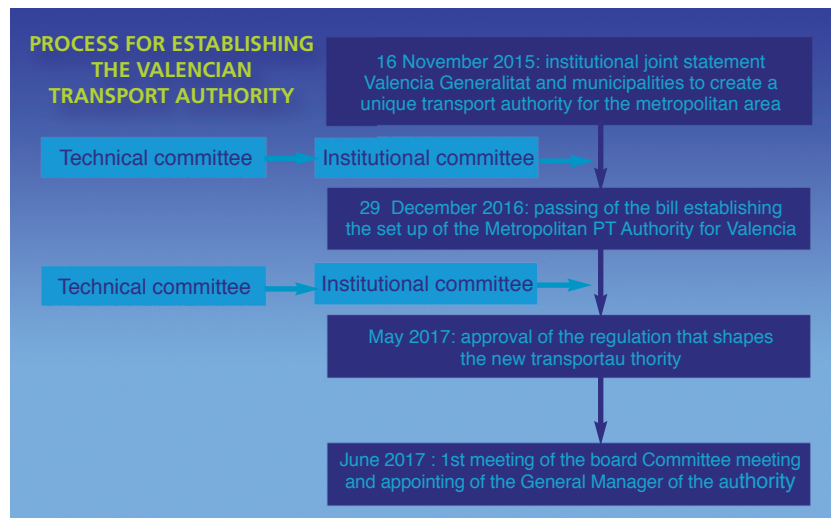 PROCESS FOR ESTABLISHING
THE VALENCIAN
TRANSPORT AUTHORITY
16 November 2015: institutional joint statement
Valencia Generalitat and municipalities to create a
unique transport authority for the metropolitan area
Technical committee
Institutional committee
29 December 2016: passing of the bill establishing
the set up of the Metropolitan PT Authority for Valencia
Technical committee
Institutional committee
May 2017: approval of the regulation that shapes
the new transportau thority
June 2017 : 1st meeting of the board Committee meeting
and appointing of the General Manager of the authority